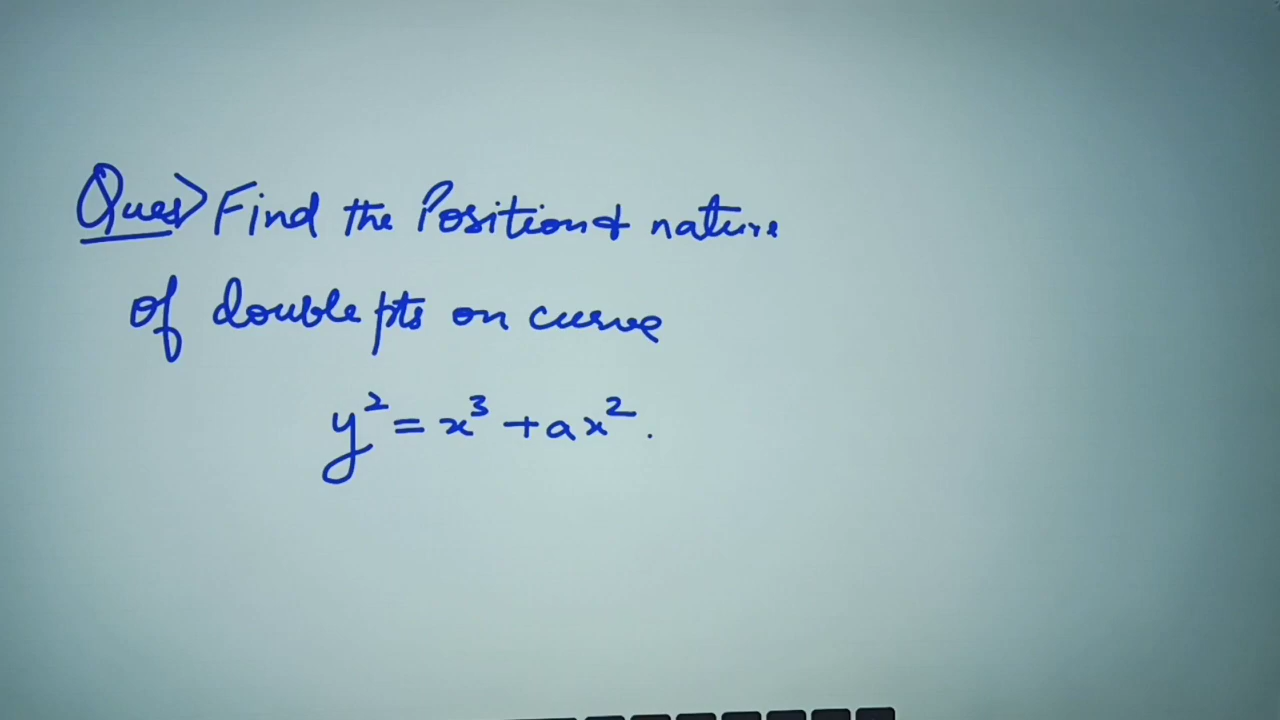 Ques> Find the Position & nature
of double pts on curve
y² = x³ + ax².